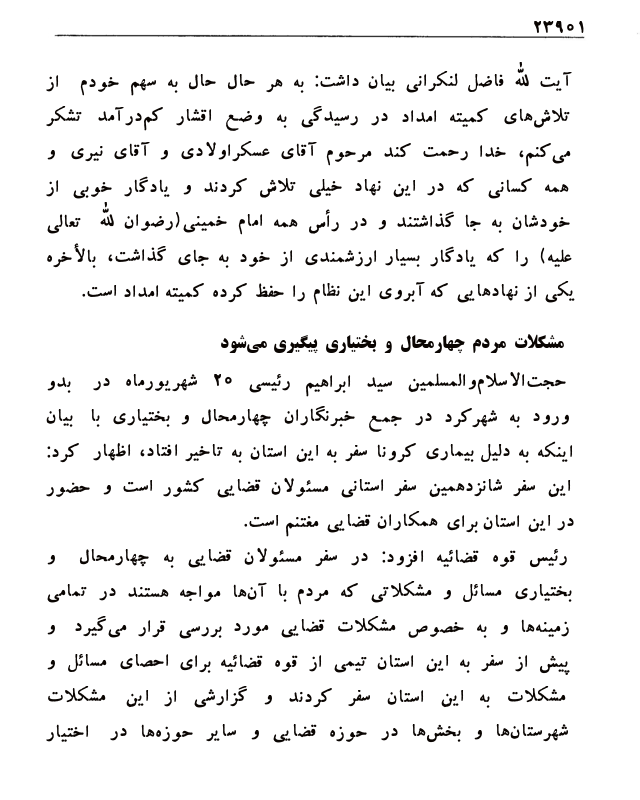 ۲۳۹۰۱
آیت لله فاضل لنکرانی بیان داشت: به هر حال حال به سهم خودم از
تلاش‌های کمیته امداد در رسیدگی به وضع اقشار کم‌درآمد تشکر
می‌کنم، خدا رحمت کند مرحوم آقای عسکراولادی و آقای نیری و
همه کسانی که در این نهاد خیلی تلاش کردند و یادگار خوبی از
خودشان به جا گذاشتند و در رأس همه امام خمینی(رضوان لله تعالی
علیه) را که یادگار بسیار ارزشمندی از خود به جای گذاشت، بالأخره
یکی از نهادهایی که آبروی این نظام را حفظ کرده کمیته امداد است.
مشکلات مردم چهارمحال و بختیاری پیگیری می‌شود
حجت‌الاسلام‌والمسلمین سید ابراهیم رئیسی ۲۵ شهریورماه در بدو
ورود به شهرکرد در جمع خبرنگاران چهارمحال و بختیاری با بیان
اینکه به دلیل بیماری کرونا سفر به این استان به تاخیر افتاد، اظهار کرد:
این سفر شانزدهمین سفر استانی مسئولان قضایی کشور است و حضور
در این استان برای همکاران قضایی مغتنم است.
رئیس قوه قضائیه افزود: در سفر مسئولان قضایی به چهارمحال و
بختیاری مسائل و مشکلاتی که مردم با آن‌ها مواجه هستند در تمامی
زمینه‌ها و به خصوص مشکلات قضایی مورد بررسی قرار می‌گیرد و
پیش از سفر به این استان تیمی از قوه قضائیه برای احصای مسائل و
مشکلات به این استان سفر کردند و گزارشی از این مشکلات
شهرستان‌ها و بخش‌ها در حوزه قضایی و سایر حوزه‌ها در اختیار